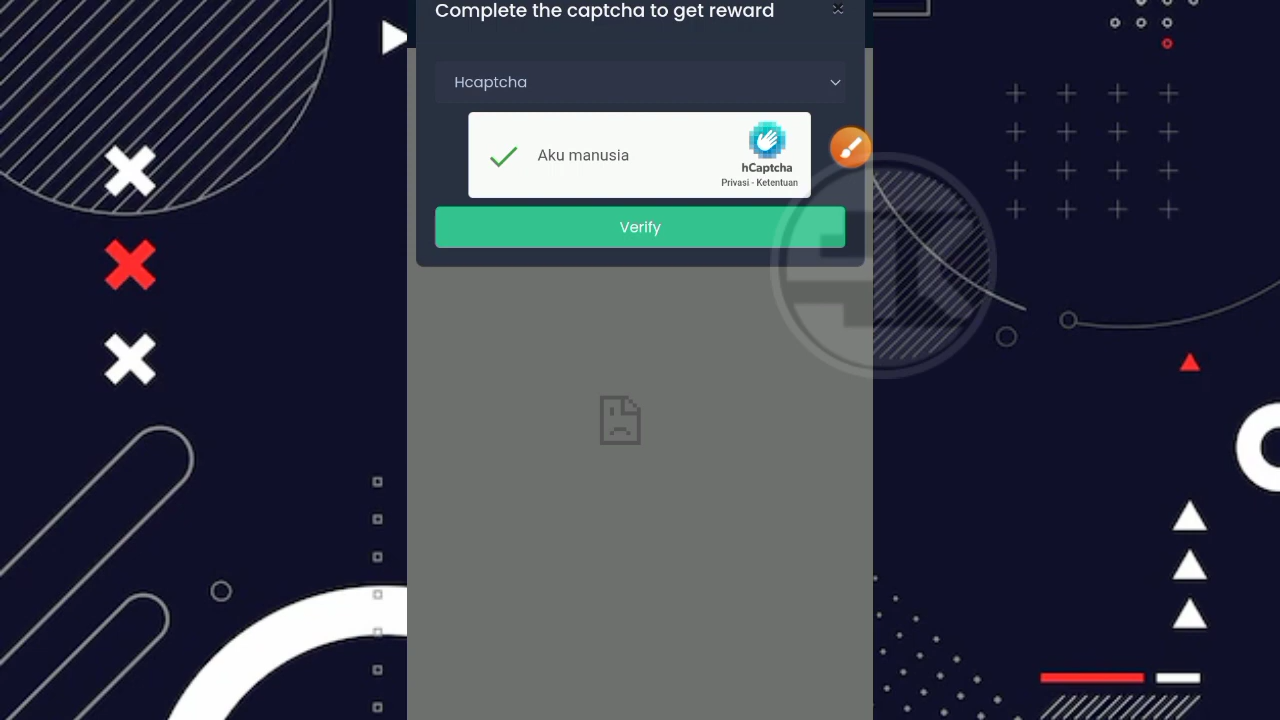 Complete the captcha to get reward
Hcaptcha
Aku manusia
hCaptcha
Privasi - Ketentuan
Verify